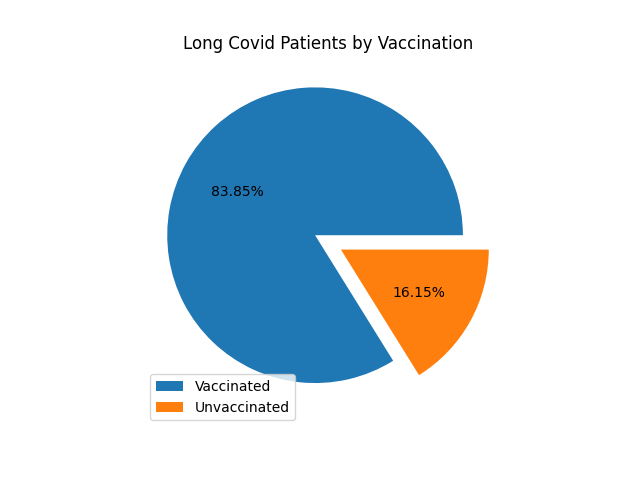 Long Covid Patients by Vaccination
83.85%
16.15%
Vaccinated
Unvaccinated